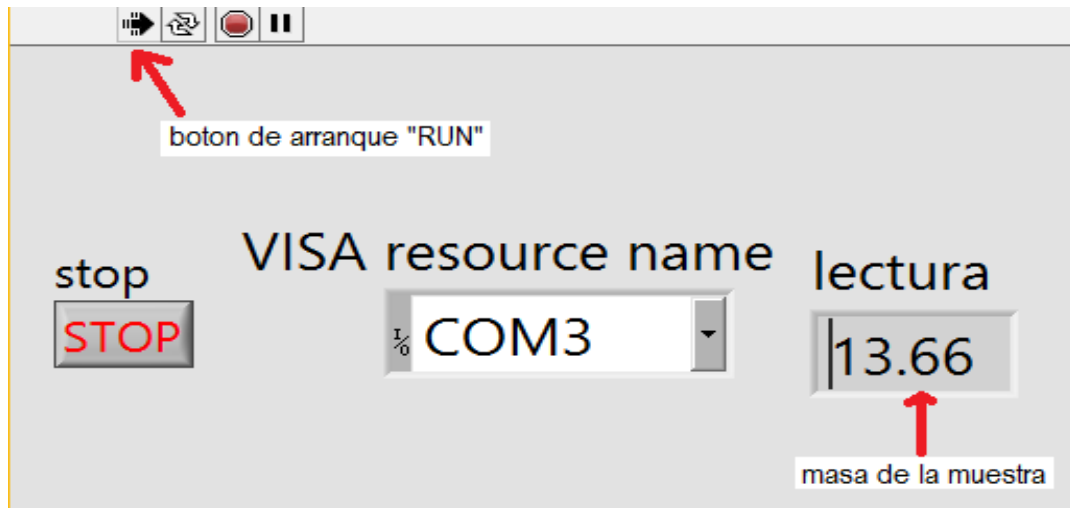 boton de arranque "RUN"
VISA resource name
stop
lectura
STOP
I/O
COM3
13.66
masa de la muestra